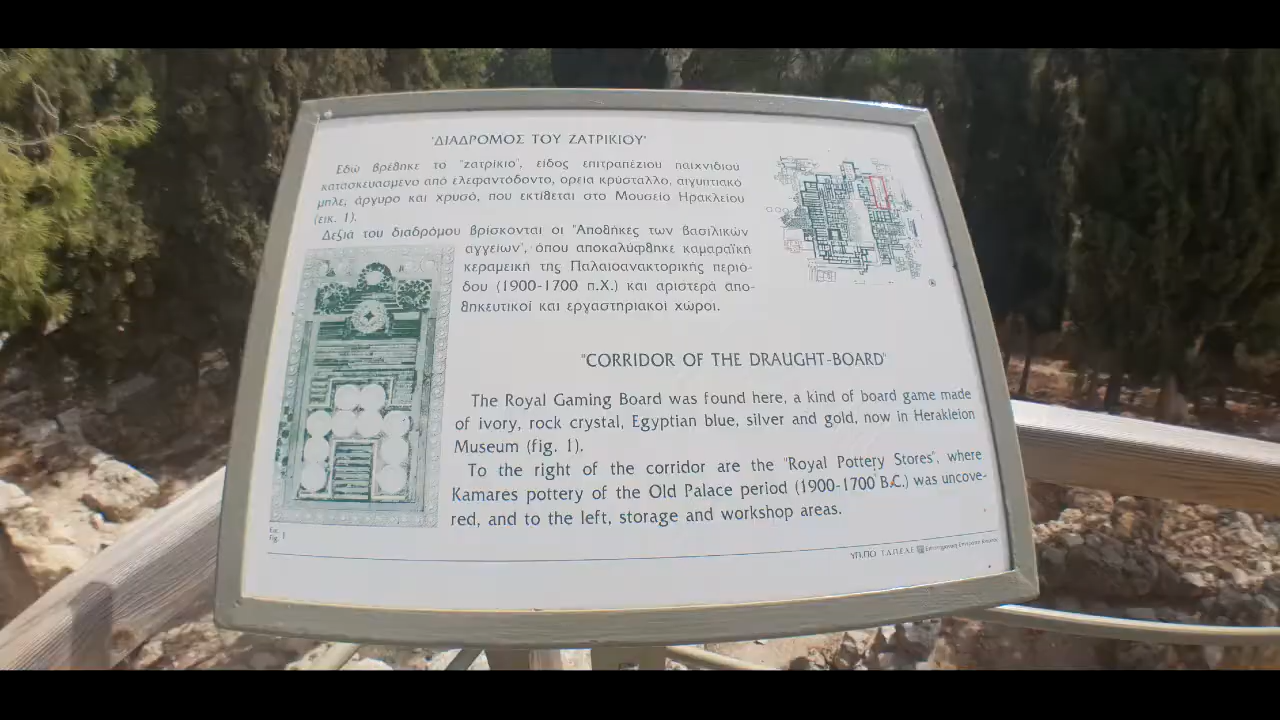 "ΔΙΑΔΡΟΜΟΣ ΤΟΥ ΖΑΤΡΙΚΙΟΥ"
Εδώ βρέθηκε το "ζατρίκιο", είδος επιτραπέζιου παιχνιδιού
κατασκευασμένο από ελεφαντόδοντο, ορεία κρύσταλλο, αιγυπτιακό
μπλε, άργυρο και χρυσό, που εκτίθεται στο Μουσείο Ηρακλείου
(εικ. 1).
Δεξιά του διαδρόμου βρίσκονται οι "Αποθήκες των βασιλικών
αγγείων", όπου αποκαλύφθηκε καμαραϊκή
κεραμεική της Παλαιοανακτορικής περιό-
δου (1900-1700 π.Χ.) και αριστερά απο-
θηκευτικοί και εργαστηριακοί χώροι.
"CORRIDOR OF THE DRAUGHT-BOARD"
The Royal Gaming Board was found here, a kind of board game made
of ivory, rock crystal, Egyptian blue, silver and gold, now in Herakleion
Museum (fig. 1).
To the right of the corridor are the "Royal Pottery Stores", where
Kamares pottery of the Old Palace period (1900-1700 B.C.) was uncove-
red, and to the left, storage and workshop areas.
Εικ.
Fig. 1
ΥΠ.ΠΟ Τ.Δ.Π.Ε.Α.Ε